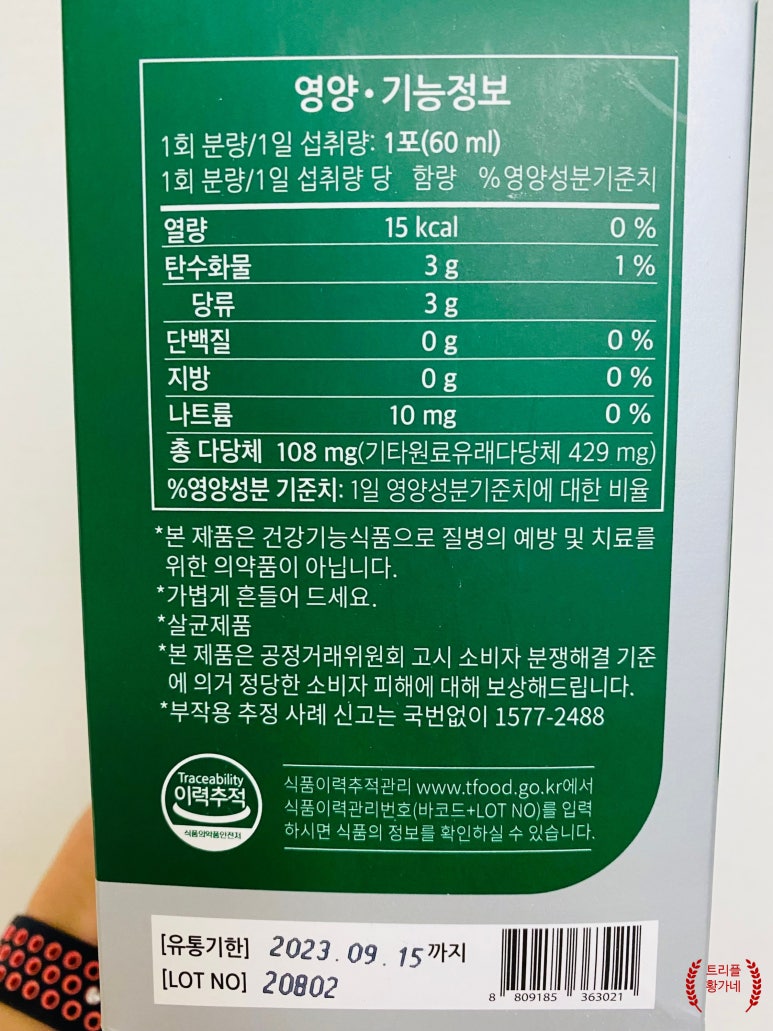 영양•기능정보
1회 분량/1일 섭취량: 1포(60 ml)
1회 분량/1일 섭취량 당 함량 %영양성분기준치
열량 15 kcal 0 %
탄수화물 3 g 1 %
당류 3 g
단백질 0 g 0 %
지방 0 g 0 %
나트륨 10 mg 0 %
총 다당체 108 mg(기타원료유래다당체 429 mg)
%영양성분 기준치: 1일 영양성분기준치에 대한 비율
*본 제품은 건강기능식품으로 질병의 예방 및 치료를
위한 의약품이 아닙니다.
*가볍게 흔들어 드세요.
*살균제품
*본 제품은 공정거래위원회 고시 소비자 분쟁해결 기준
에 의거 정당한 소비자 피해에 대해 보상해드립니다.
*부작용 추정 사례 신고는 국번없이 1577-2488
Traceability
이력추적
식품의약품안전처
식품이력추적관리 www.tfood.go.kr에서
식품이력관리번호(바코드+LOT NO)를 입력
하시면 식품의 정보를 확인하실 수 있습니다.
[유통기한] 2023.09.15까지
[LOT NO] 20802
8 809185 363021
트리플
황가네